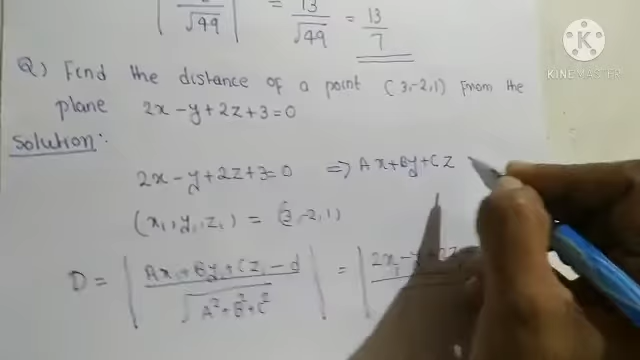 √49 = 13 / √49 = 13 / 7
KINEMASTER
Q) Find the distance of a point (3,-2,1) From the
plane 2x-y+2z+3=0
Solution:
2x-y+2z+3=0 => Ax+By+CZ
(x₁,y₁,z₁) = (3,-2,1)
D = | Ax₁+By₁+CZ₁-d / √A²+B²+C² | = | 2x₁-y